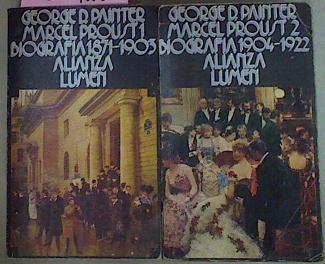 GEORGE D. PAINTER
MARCEL PROUST 1
BIOGRAFIA 1871-1903
ALIANZA
LUMEN
GEORGE D. PAINTER
MARCEL PROUST 2
BIOGRAFIA 1904-1922
ALIANZA
LUMEN